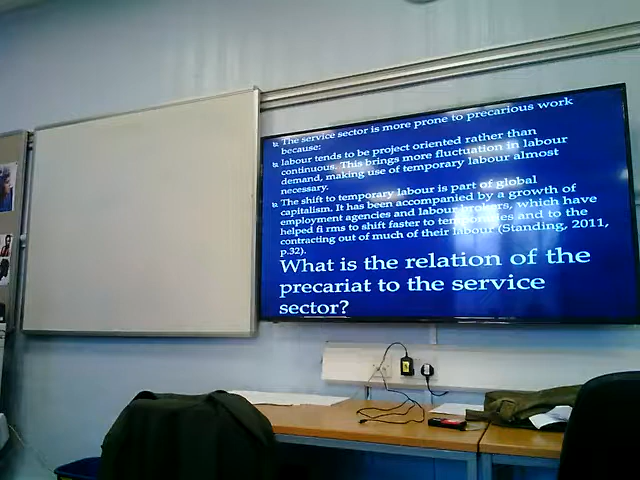 The service sector is more prone to precarious work
because:
labour tends to be project oriented rather than
continuous. This brings more fluctuation in labour
demand, making use of temporary labour almost
necessary.
The shift to temporary labour is part of global
capitalism. It has been accompanied by a growth of
employment agencies and labour brokers, which have
helped fi rms to shift faster to temporaries and to the
contracting out of much of their labour (Standing, 2011,
p.32).
What is the relation of the
precariat to the service
sector?